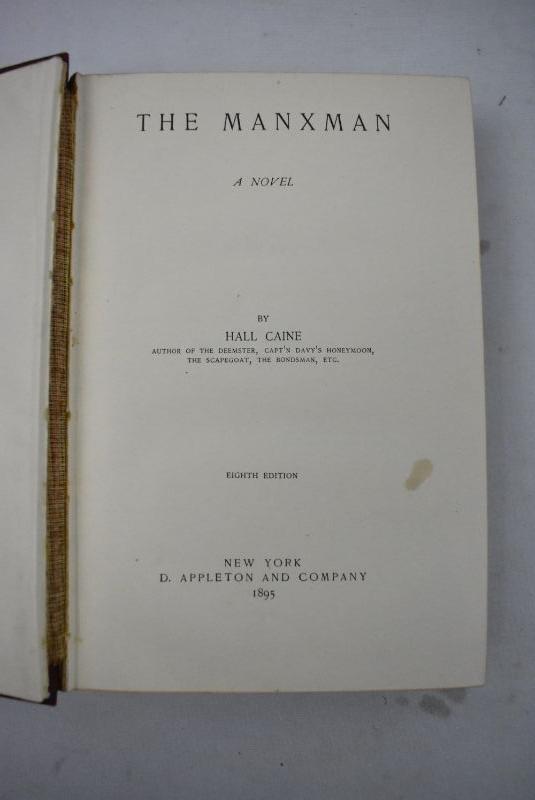 THE MANXMAN
A NOVEL
BY
HALL CAINE
AUTHOR OF THE DEEMSTER, CAPT'N DAVY'S HONEYMOON,
THE SCAPEGOAT, THE BONDSMAN, ETC.
EIGHTH EDITION
NEW YORK
D. APPLETON AND COMPANY
1895